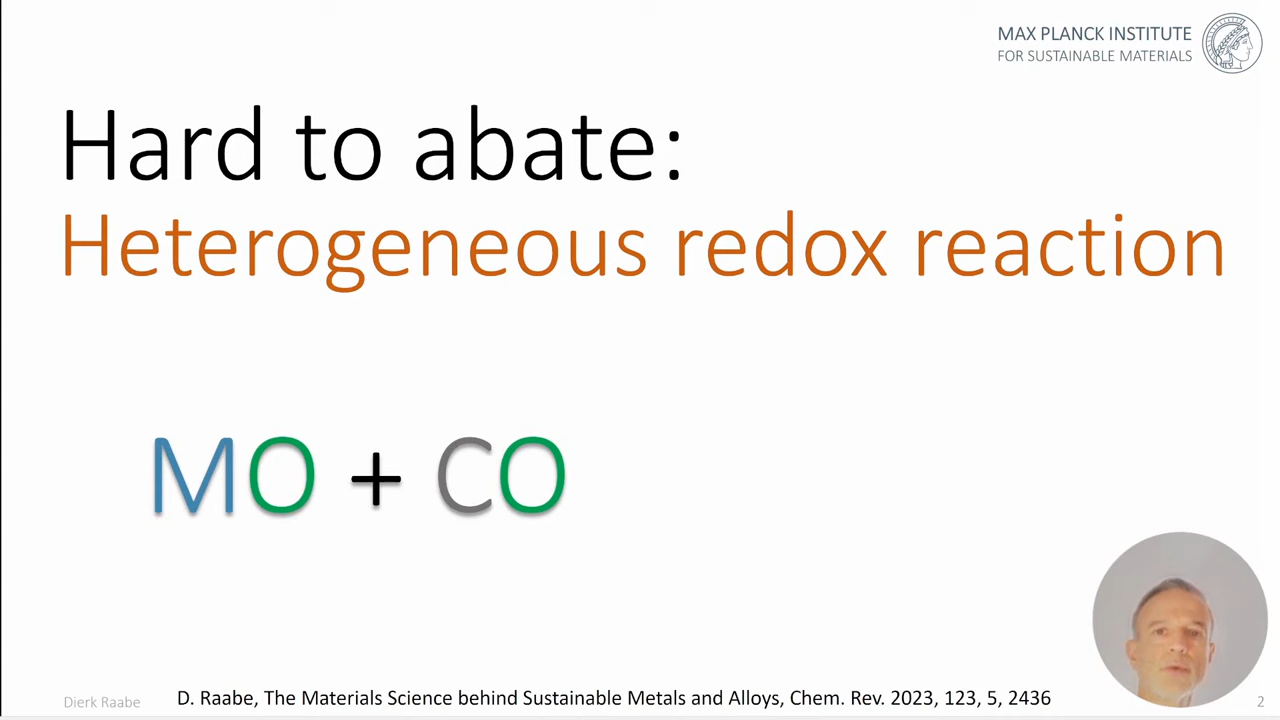 MAX PLANCK INSTITUTE
FOR SUSTAINABLE MATERIALS
Hard to abate:
Heterogeneous redox reaction
MO + CO
Dierk Raabe
D. Raabe, The Materials Science behind Sustainable Metals and Alloys, Chem. Rev. 2023, 123, 5, 2436
2